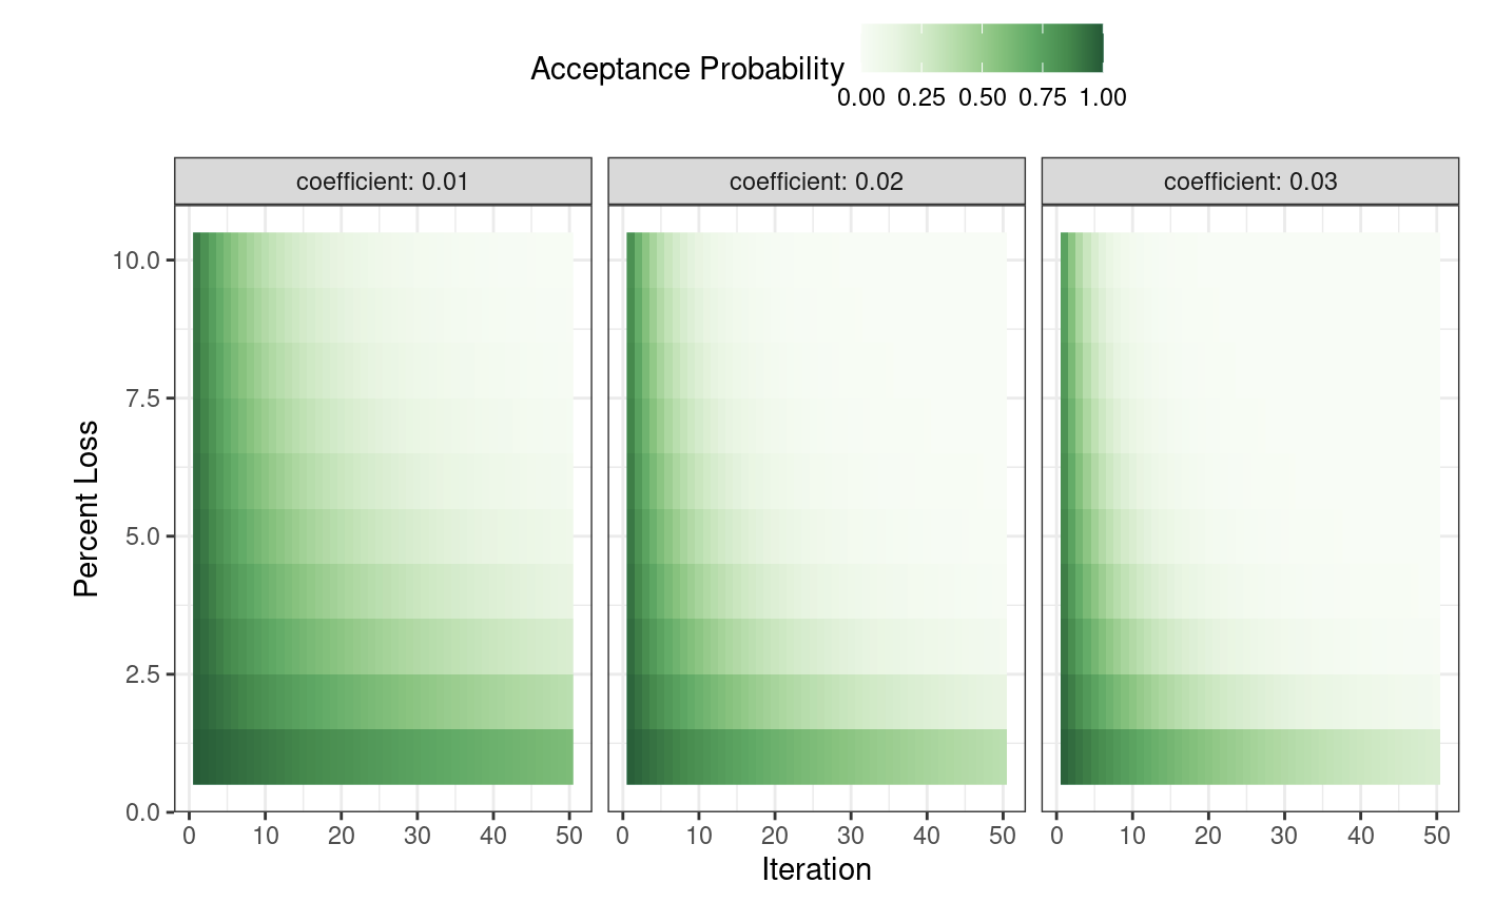 Acceptance Probability
0.00 0.25 0.50 0.75 1.00
coefficient: 0.01
coefficient: 0.02
coefficient: 0.03
Percent Loss
10.0
7.5
5.0
2.5
0.0
0 10 20 30 40 50
0 10 20 30 40 50
0 10 20 30 40 50
Iteration